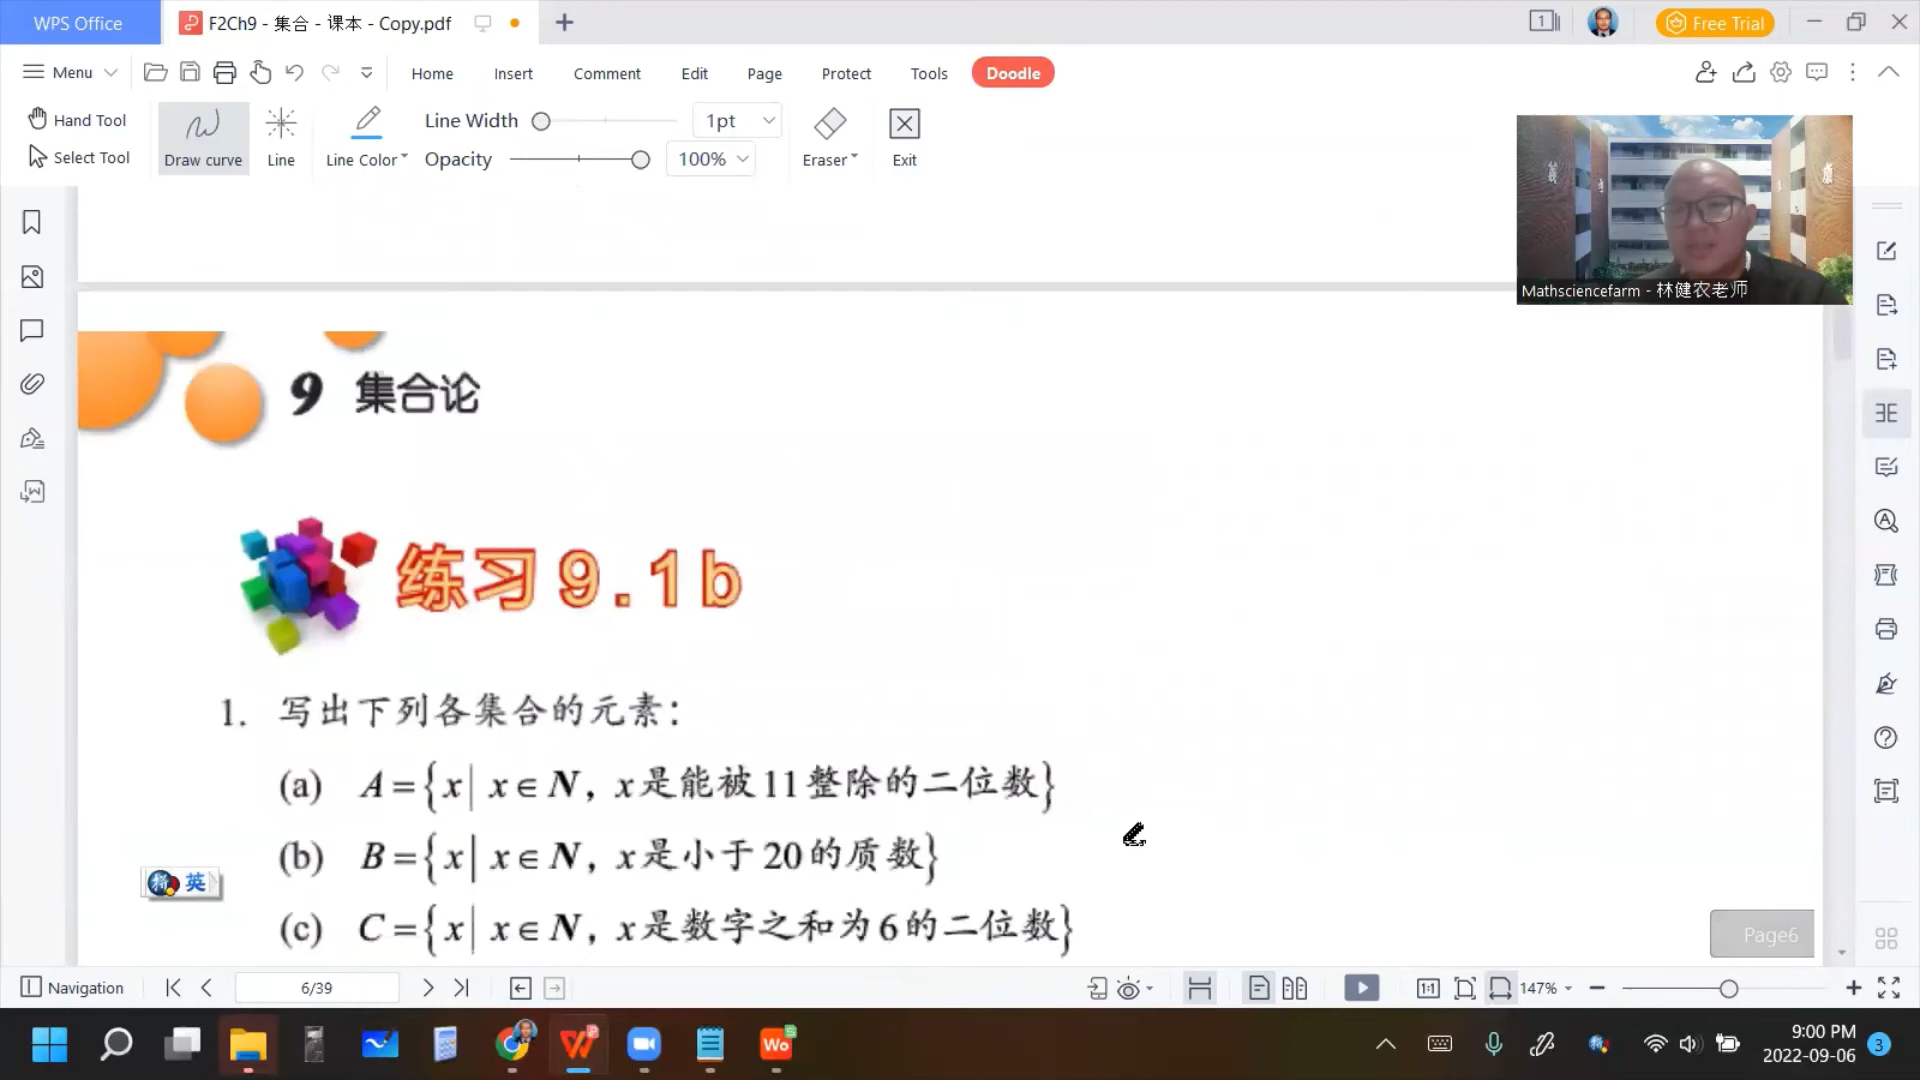 WPS Office
F2Ch9 - 集合 - 课本 - Copy.pdf
1
Free Trial
Menu
Home
Insert
Comment
Edit
Page
Protect
Tools
Doodle
Hand Tool
Select Tool
Draw curve
Line
Line Color
Line Width
1pt
Opacity
100%
Eraser
Exit
Mathsciencefarm - 林健农老师
9 集合论
练习 9.1b
1. 写出下列各集合的元素：
(a) A={x| x∈N, x是能被11整除的二位数}
(b) B={x| x∈N, x是小于20的质数}
(c) C={x| x∈N, x是数字之和为6的二位数}
英
Page6
Navigation
6/39
1:1
147%
9:00 PM
2022-09-06
3